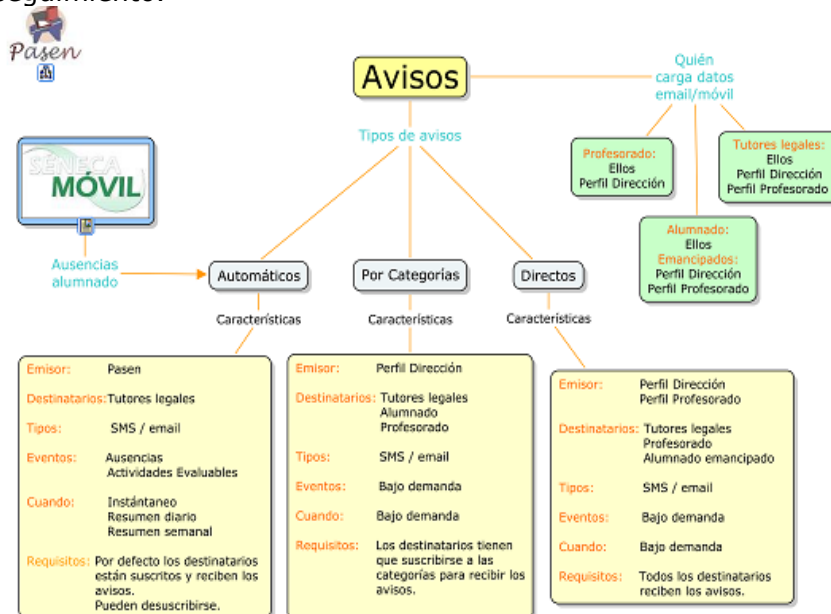 seguimiento.
Pasen
Avisos
Quién
carga datos
email/móvil
Tipos de avisos
Profesorado:
Ellos
Perfil Dirección
Tutores legales:
Ellos
Perfil Dirección
Perfil Profesorado
Alumnado:
Ellos
Emancipados:
Perfil Dirección
Perfil Profesorado
SÉNECA
MÓVIL
Ausencias
alumnado
Automáticos
Por Categorías
Directos
Características
Características
Características
Emisor: Pasen
Destinatarios: Tutores legales
Tipos: SMS / email
Eventos: Ausencias
Actividades Evaluables
Cuando: Instántaneo
Resumen diario
Resumen semanal
Requisitos: Por defecto los destinatarios
están suscritos y reciben los
avisos.
Pueden desuscribirse.
Emisor: Perfil Dirección
Destinatarios: Tutores legales
Alumnado
Profesorado
Tipos: SMS / email
Eventos: Bajo demanda
Cuando: Bajo demanda
Requisitos: Los destinatarios tienen
que suscribirse a las
categorías para recibir los
avisos.
Emisor: Perfil Dirección
Perfil Profesorado
Destinatarios: Tutores legales
Profesorado
Alumnado emancipado
Tipos: SMS / email
Eventos: Bajo demanda
Cuando: Bajo demanda
Requisitos: Todos los destinatarios
reciben los avisos.